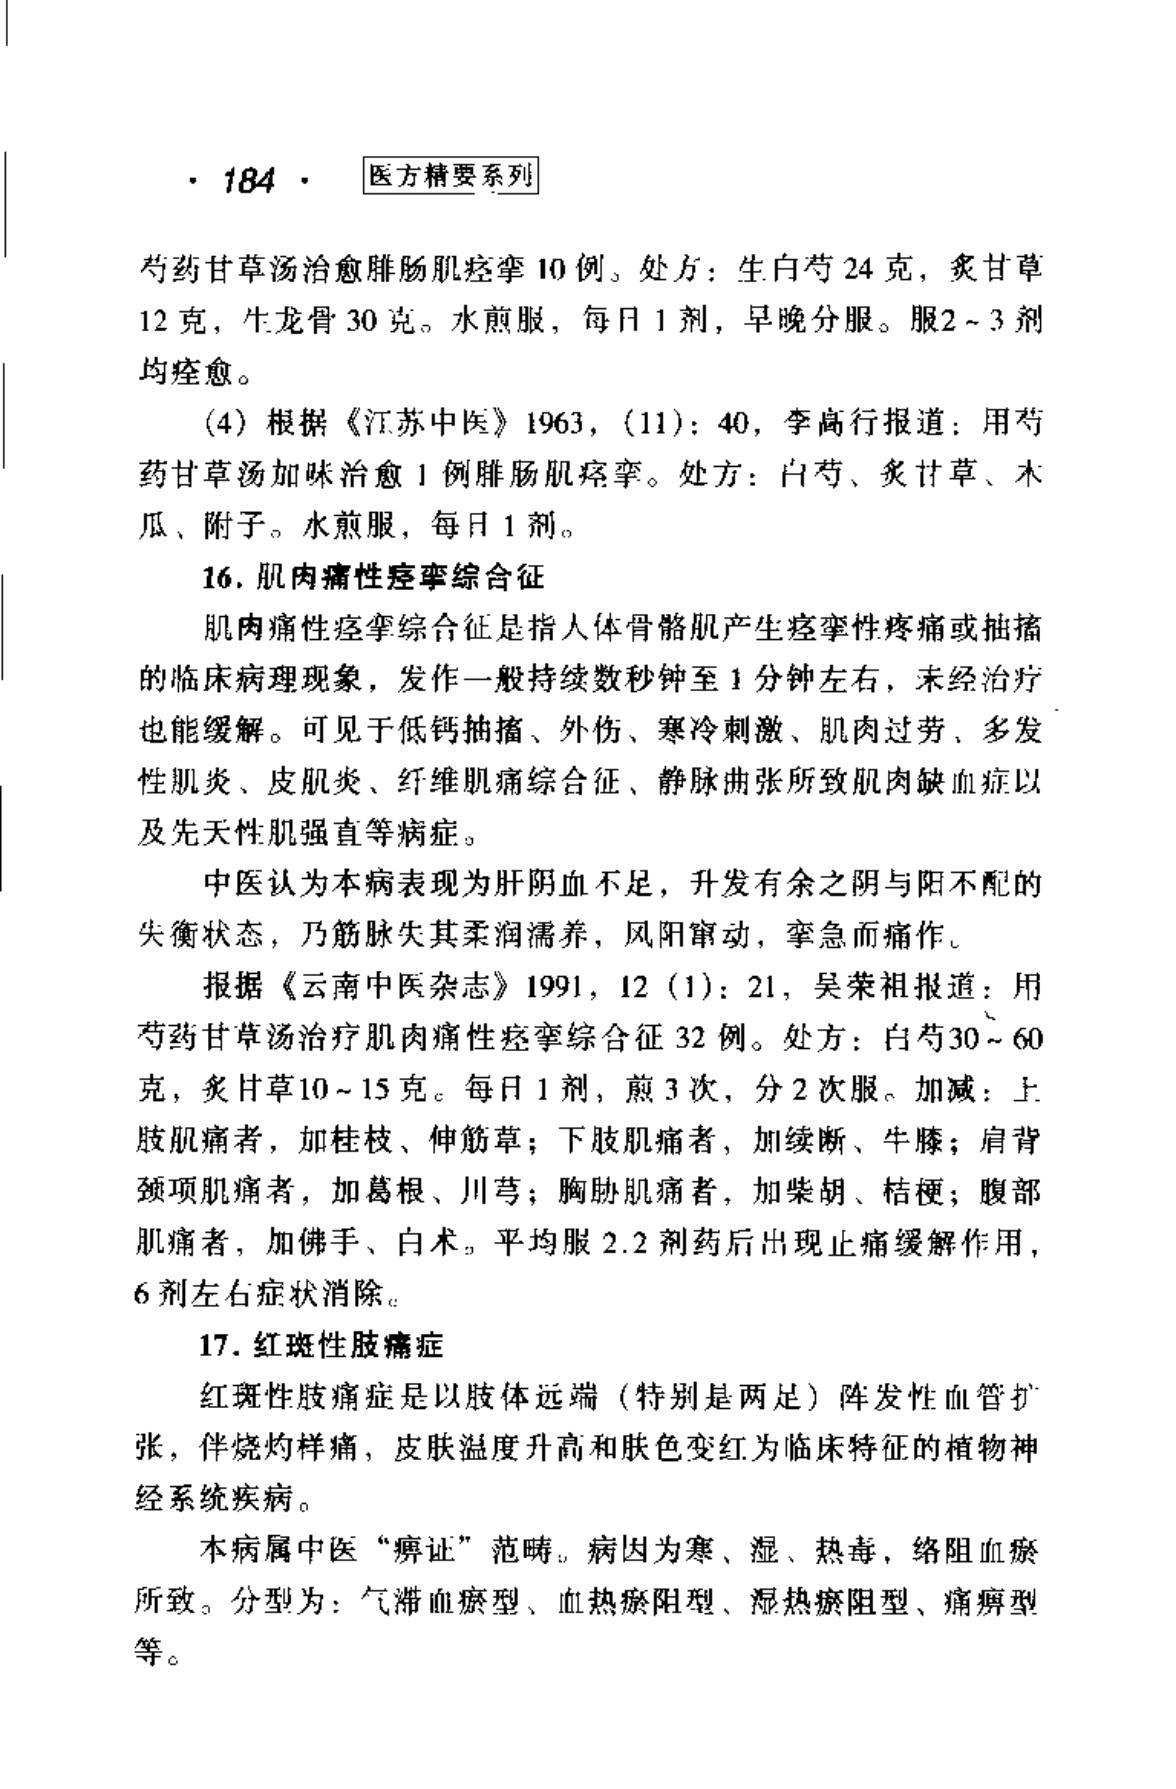 · 184 · 医方精要系列
芍药甘草汤治愈腓肠肌痉挛 10 例。处方：生白芍 24 克，炙甘草
12 克，生龙骨 30 克。水煎服，每日 1 剂，早晚分服。服2~3 剂
均痊愈。
(4) 根据《江苏中医》1963，(11)：40，李高行报道：用芍
药甘草汤加味治愈 1 例腓肠肌痉挛。处方：白芍、炙甘草、木
瓜、附子。水煎服，每日 1 剂。
16. 肌肉痛性痉挛综合征
肌肉痛性痉挛综合征是指人体骨骼肌产生痉挛性疼痛或抽搐
的临床病理现象，发作一般持续数秒钟至 1 分钟左右，未经治疗
也能缓解。可见于低钙抽搐、外伤、寒冷刺激、肌肉过劳、多发
性肌炎、皮肌炎、纤维肌痛综合征、静脉曲张所致肌肉缺血症以
及先天性肌强直等病症。
中医认为本病表现为肝阴血不足，升发有余之阴与阳不配的
失衡状态，乃筋脉失其柔润濡养，风阳窜动，挛急而痛作。
报据《云南中医杂志》1991，12（1)：21，吴荣祖报道：用
芍药甘草汤治疗肌肉痛性痉挛综合征 32 例。处方：白芍30~60
克，炙甘草10~15 克。每日 1 剂，煎 3 次，分 2 次服。加减：上
肢肌痛者，加桂枝、伸筋草；下肢肌痛者，加续断、牛膝；肩背
颈项肌痛者，加葛根、川芎；胸胁肌痛者，加柴胡、桔梗；腹部
肌痛者，加佛手、白术。平均服 2.2 剂药后出现止痛缓解作用，
6 剂左右症状消除。
17. 红斑性肢痛症
红斑性肢痛症是以肢体远端（特别是两足）阵发性血管扩
张，伴烧灼样痛，皮肤温度升高和肤色变红为临床特征的植物神
经系统疾病。
本病属中医“痹证”范畴。病因为寒、湿、热毒，络阻血瘀
所致。分型为：气滞血瘀型、血热瘀阻型、湿热瘀阻型、痛痹型
等。